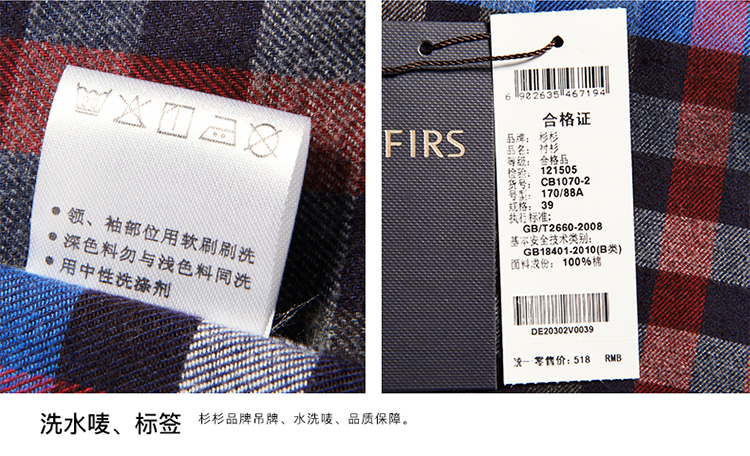 领、袖部位用软刷刷洗
深色料勿与浅色料同洗
用中性洗涤剂
FIRS
6 902635 467194
合格证
品牌：杉杉
品名：衬衫
等级：合格品
检验：121505
货号：CB1070-2
号型：170/88A
规格：39
执行标准：
GB/T2660-2008
基本安全技术类别：
GB18401-2010(B类)
面料成份：100%棉
DE20302V0039
统一零售价：518 RMB
洗水唛、标签 杉杉品牌吊牌、水洗唛、品质保障。